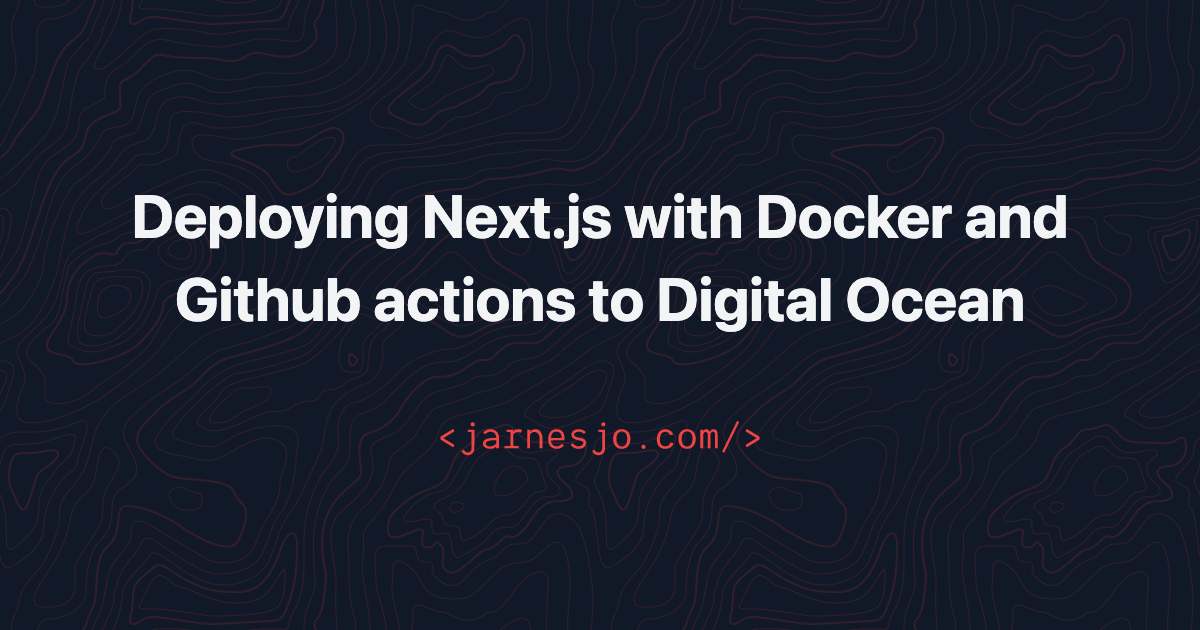 Deploying Next.js with Docker and
Github actions to Digital Ocean
<jarnesjo.com/>